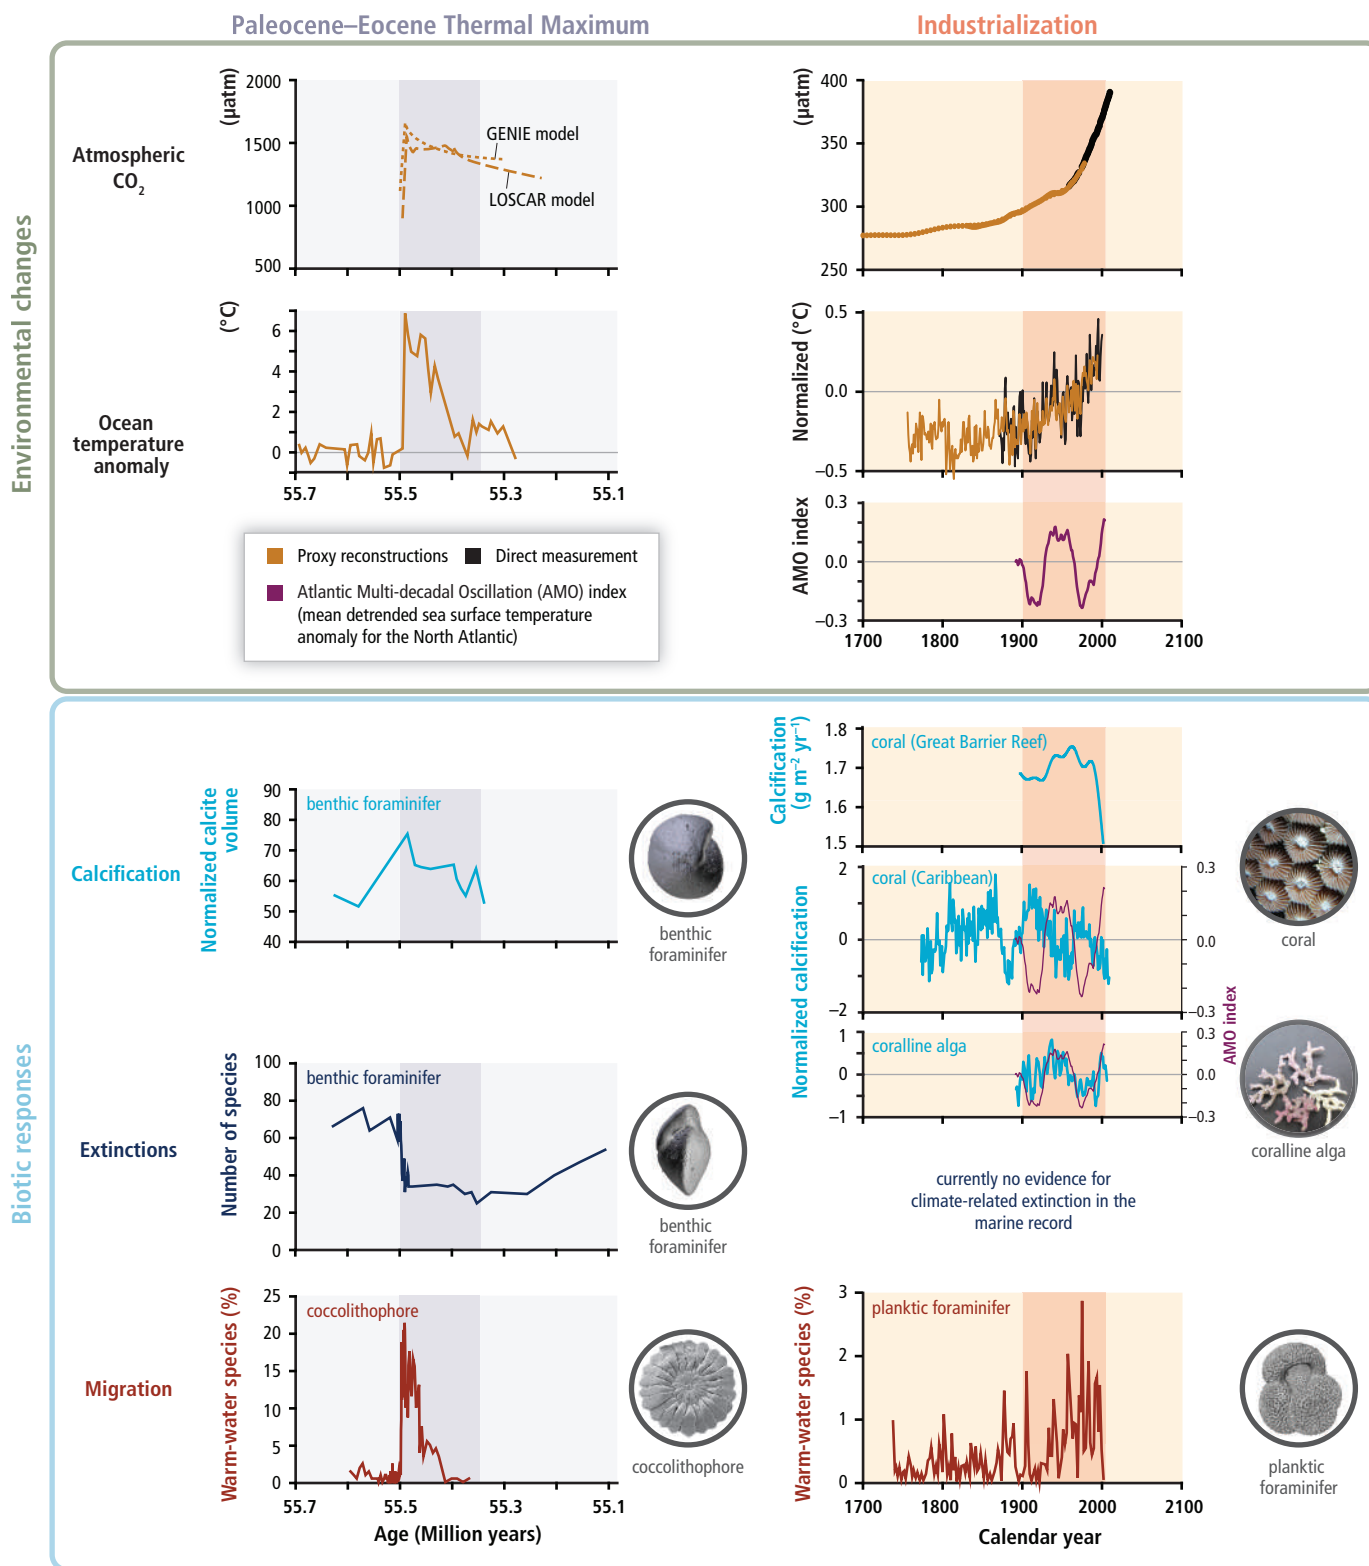 Paleocene–Eocene Thermal Maximum
Industrialization
Environmental changes
Atmospheric
CO2
(µatm)
2000
1500
1000
500
GENIE model
LOSCAR model
(µatm)
400
350
300
250
Ocean
temperature
anomaly
(°C)
6
4
2
0
55.7
55.5
55.3
55.1
Normalized (°C)
0.5
0.0
–0.5
AMO index
0.3
0.0
–0.3
1700
1800
1900
2000
2100
Proxy reconstructions
Direct measurement
Atlantic Multi-decadal Oscillation (AMO) index
(mean detrended sea surface temperature
anomaly for the North Atlantic)
Biotic responses
Calcification
Normalized calcite
volume
90
80
70
60
50
40
benthic foraminifer
benthic
foraminifer
Calcification
(g m–2 yr–1)
1.8
1.7
1.6
1.5
coral (Great Barrier Reef)
Normalized calcification
2
0
–2
coral (Caribbean)
0.3
0.0
–0.3
AMO index
coral
1
0
–1
coralline alga
0.3
0.0
–0.3
coralline alga
Extinctions
Number of species
100
80
60
40
20
0
benthic foraminifer
benthic
foraminifer
currently no evidence for
climate-related extinction in the
marine record
Migration
Warm-water species (%)
25
20
15
10
5
0
coccolithophore
coccolithophore
55.7
55.5
55.3
55.1
Age (Million years)
Warm-water species (%)
3
2
1
0
planktic foraminifer
planktic
foraminifer
1700
1800
1900
2000
2100
Calendar year